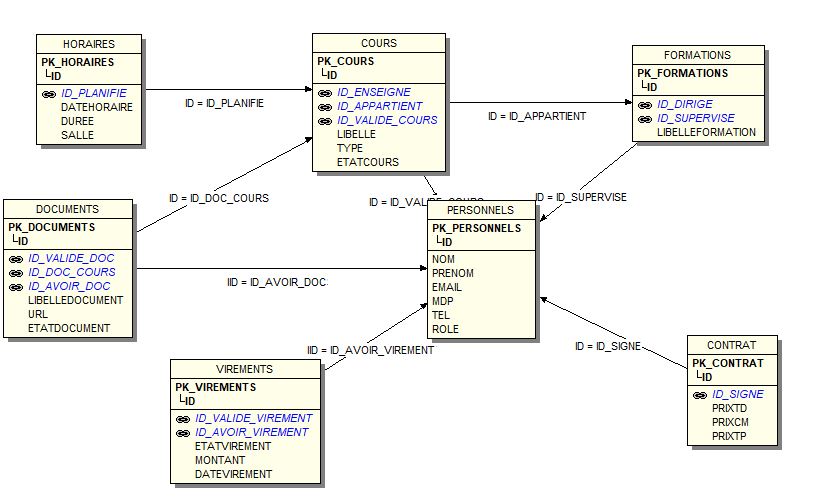 HORAIRES
PK_HORAIRES
ID
ID_PLANIFIE
DATEHORAIRE
DUREE
SALLE
ID = ID_PLANIFIE
COURS
PK_COURS
ID
ID_ENSEIGNE
ID_APPARTIENT
ID_VALIDE_COURS
LIBELLE
TYPE
ETATCOURS
ID = ID_APPARTIENT
FORMATIONS
PK_FORMATIONS
ID
ID_DIRIGE
ID_SUPERVISE
LIBELLEFORMATION
ID = ID_DOC_COURS
ID = ID_VALIDE_COURS
ID = ID_SUPERVISE
DOCUMENTS
PK_DOCUMENTS
ID
ID_VALIDE_DOC
ID_DOC_COURS
ID_AVOIR_DOC
LIBELLEDOCUMENT
URL
ETATDOCUMENT
IID = ID_AVOIR_DOC
PERSONNELS
PK_PERSONNELS
ID
NOM
PRENOM
EMAIL
MDP
TEL
ROLE
IID = ID_AVOIR_VIREMENT
ID = ID_SIGNE
VIREMENTS
PK_VIREMENTS
ID
ID_VALIDE_VIREMENT
ID_AVOIR_VIREMENT
ETATVIREMENT
MONTANT
DATEVIREMENT
CONTRAT
PK_CONTRAT
ID
ID_SIGNE
PRIXTD
PRIXCM
PRIXTP